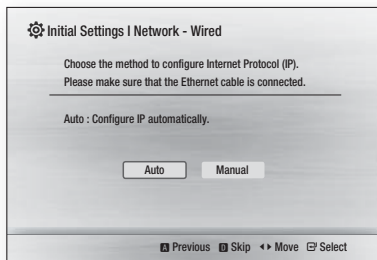 Initial Settings I Network - Wired
Choose the method to configure Internet Protocol (IP).
Please make sure that the Ethernet cable is connected.
Auto : Configure IP automatically.
Auto Manual
A Previous D Skip Move Select